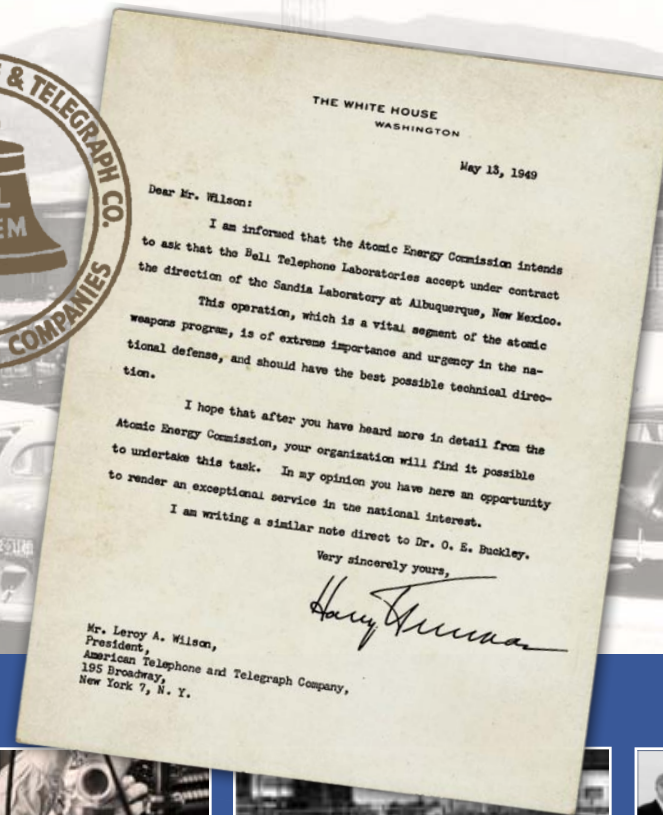 & TELEGRAPH CO.
COMPANIES
THE WHITE HOUSE
WASHINGTON
May 13, 1949
Dear Mr. Wilson:
I am informed that the Atomic Energy Commission intends
to ask that the Bell Telephone Laboratories accept under contract
the direction of the Sandia Laboratory at Albuquerque, New Mexico.
This operation, which is a vital segment of the atomic
weapons program, is of extreme importance and urgency in the na-
tional defense, and should have the best possible technical direc-
tion.
I hope that after you have heard more in detail from the
Atomic Energy Commission, your organization will find it possible
to undertake this task. In my opinion you have here an opportunity
to render an exceptional service in the national interest.
I am writing a similar note direct to Dr. O. E. Buckley.
Very sincerely yours,
Harry Truman
Mr. Leroy A. Wilson,
President,
American Telephone and Telegraph Company,
195 Broadway,
New York 7, N. Y.